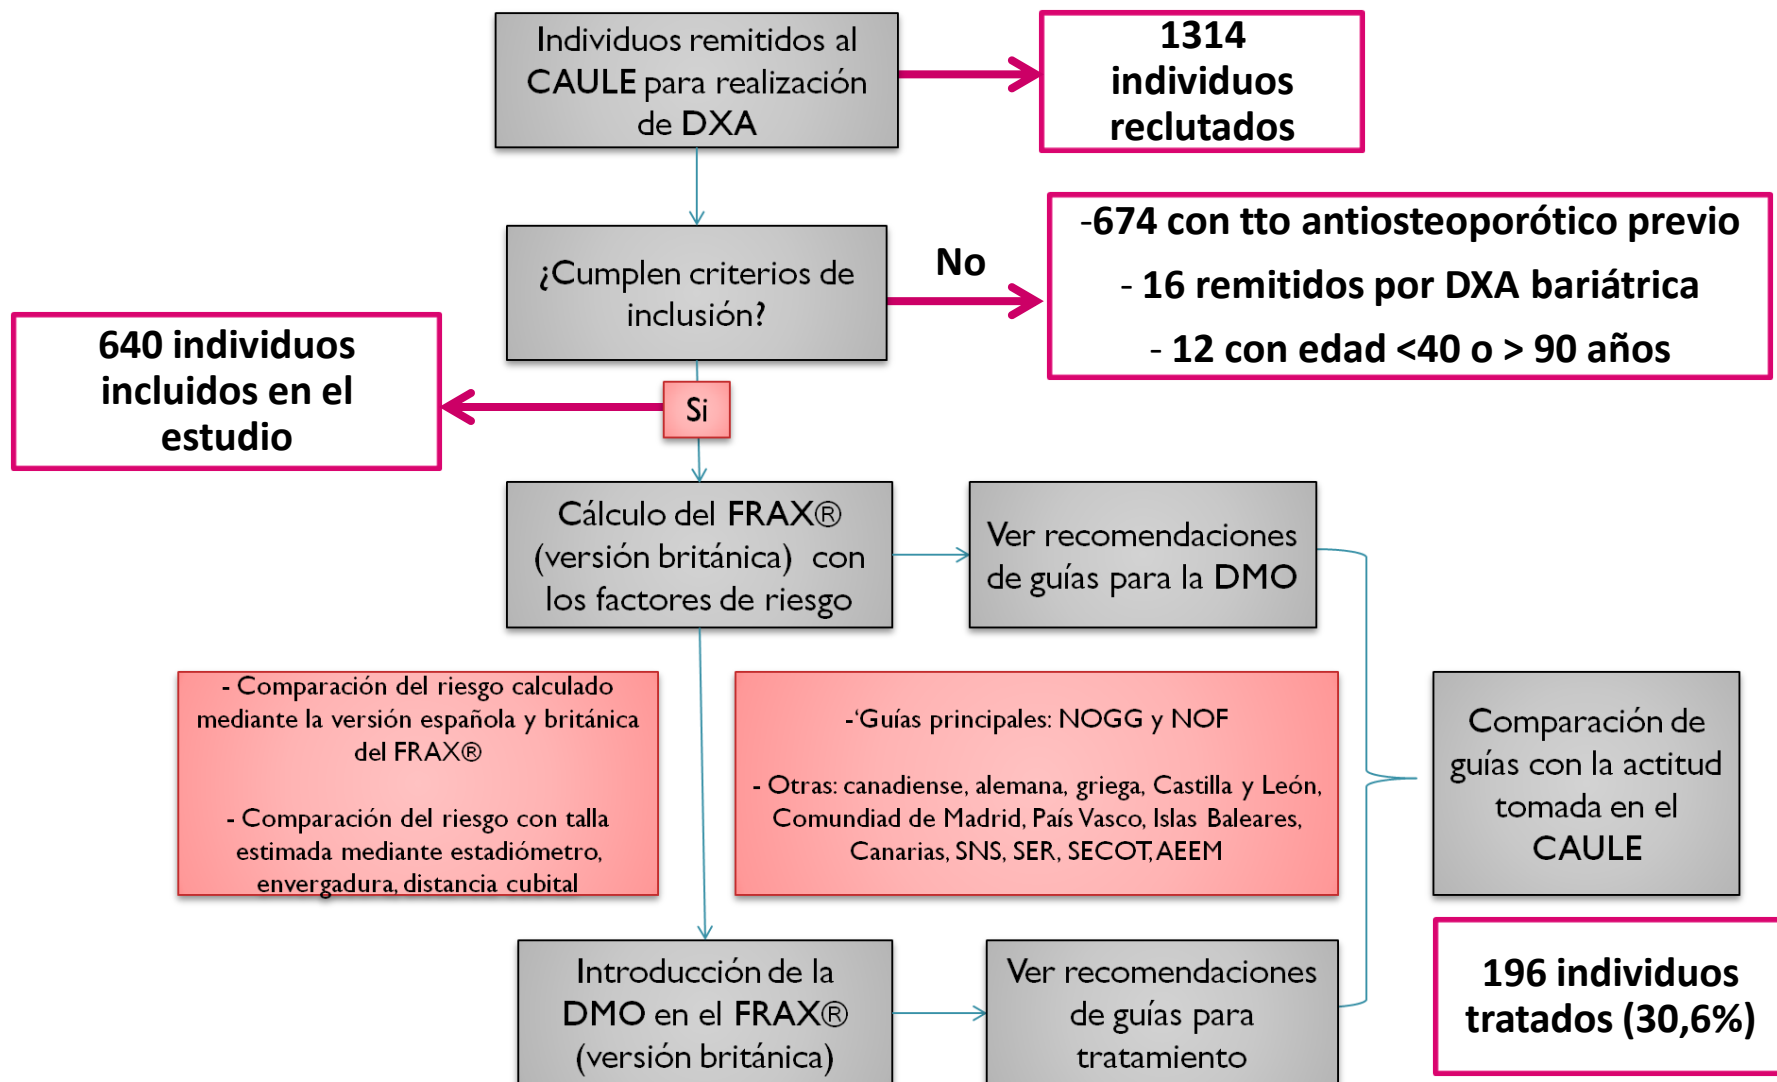 Individuos remitidos al
CAULE para realización
de DXA
1314
individuos
reclutados
¿Cumplen criterios de
inclusión?
No
-674 con tto antiosteoporótico previo
- 16 remitidos por DXA bariátrica
- 12 con edad <40 o > 90 años
640 individuos
incluidos en el
estudio
Si
Cálculo del FRAX®
(versión británica) con
los factores de riesgo
Ver recomendaciones
de guías para la DMO
- Comparación del riesgo calculado
mediante la versión española y británica
del FRAX®
- Comparación del riesgo con talla
estimada mediante estadiómetro,
envergadura, distancia cubital
-'Guías principales: NOGG y NOF
- Otras: canadiense, alemana, griega, Castilla y León,
Comundiad de Madrid, País Vasco, Islas Baleares,
Canarias, SNS, SER, SECOT, AEEM
Comparación de
guías con la actitud
tomada en el
CAULE
Introducción de la
DMO en el FRAX®
(versión británica)
Ver recomendaciones
de guías para
tratamiento
196 individuos
tratados (30,6%)